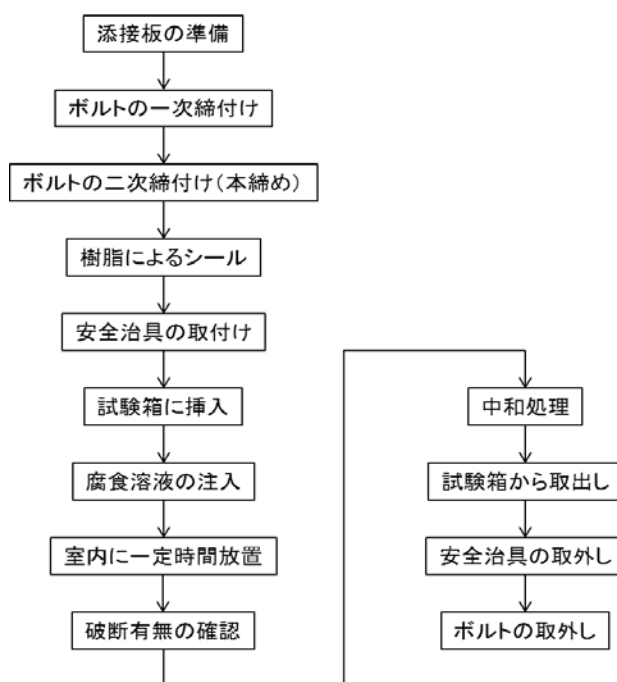 添接板の準備
ボルトの一次締付け
ボルトの二次締付け(本締め)
樹脂によるシール
安全治具の取付け
試験箱に挿入
腐食溶液の注入
室内に一定時間放置
破断有無の確認
中和処理
試験箱から取出し
安全治具の取外し
ボルトの取外し